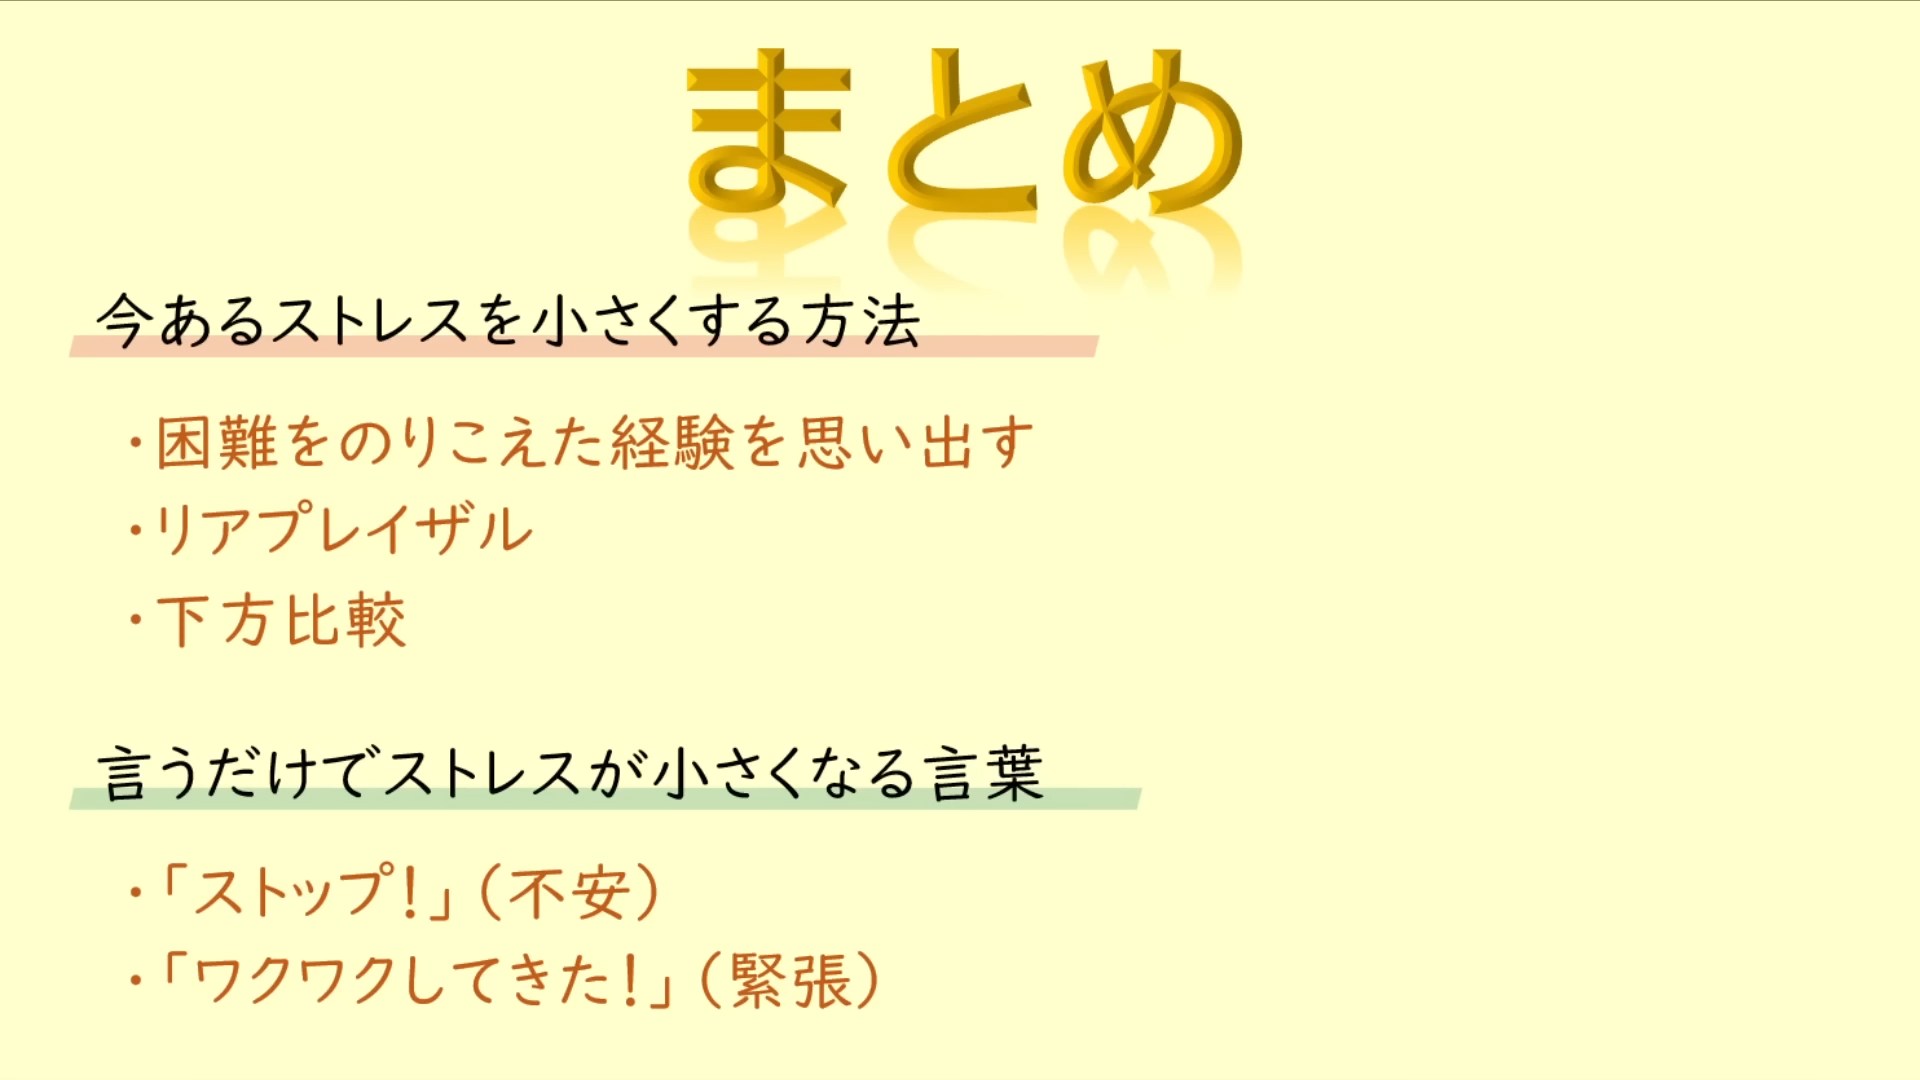 まとめ
今あるストレスを小さくする方法
・困難をのりこえた経験を思い出す
・リアプレイザル
・下方比較
言うだけでストレスが小さくなる言葉
・「ストップ！」（不安）
・「ワクワクしてきた！」（緊張）